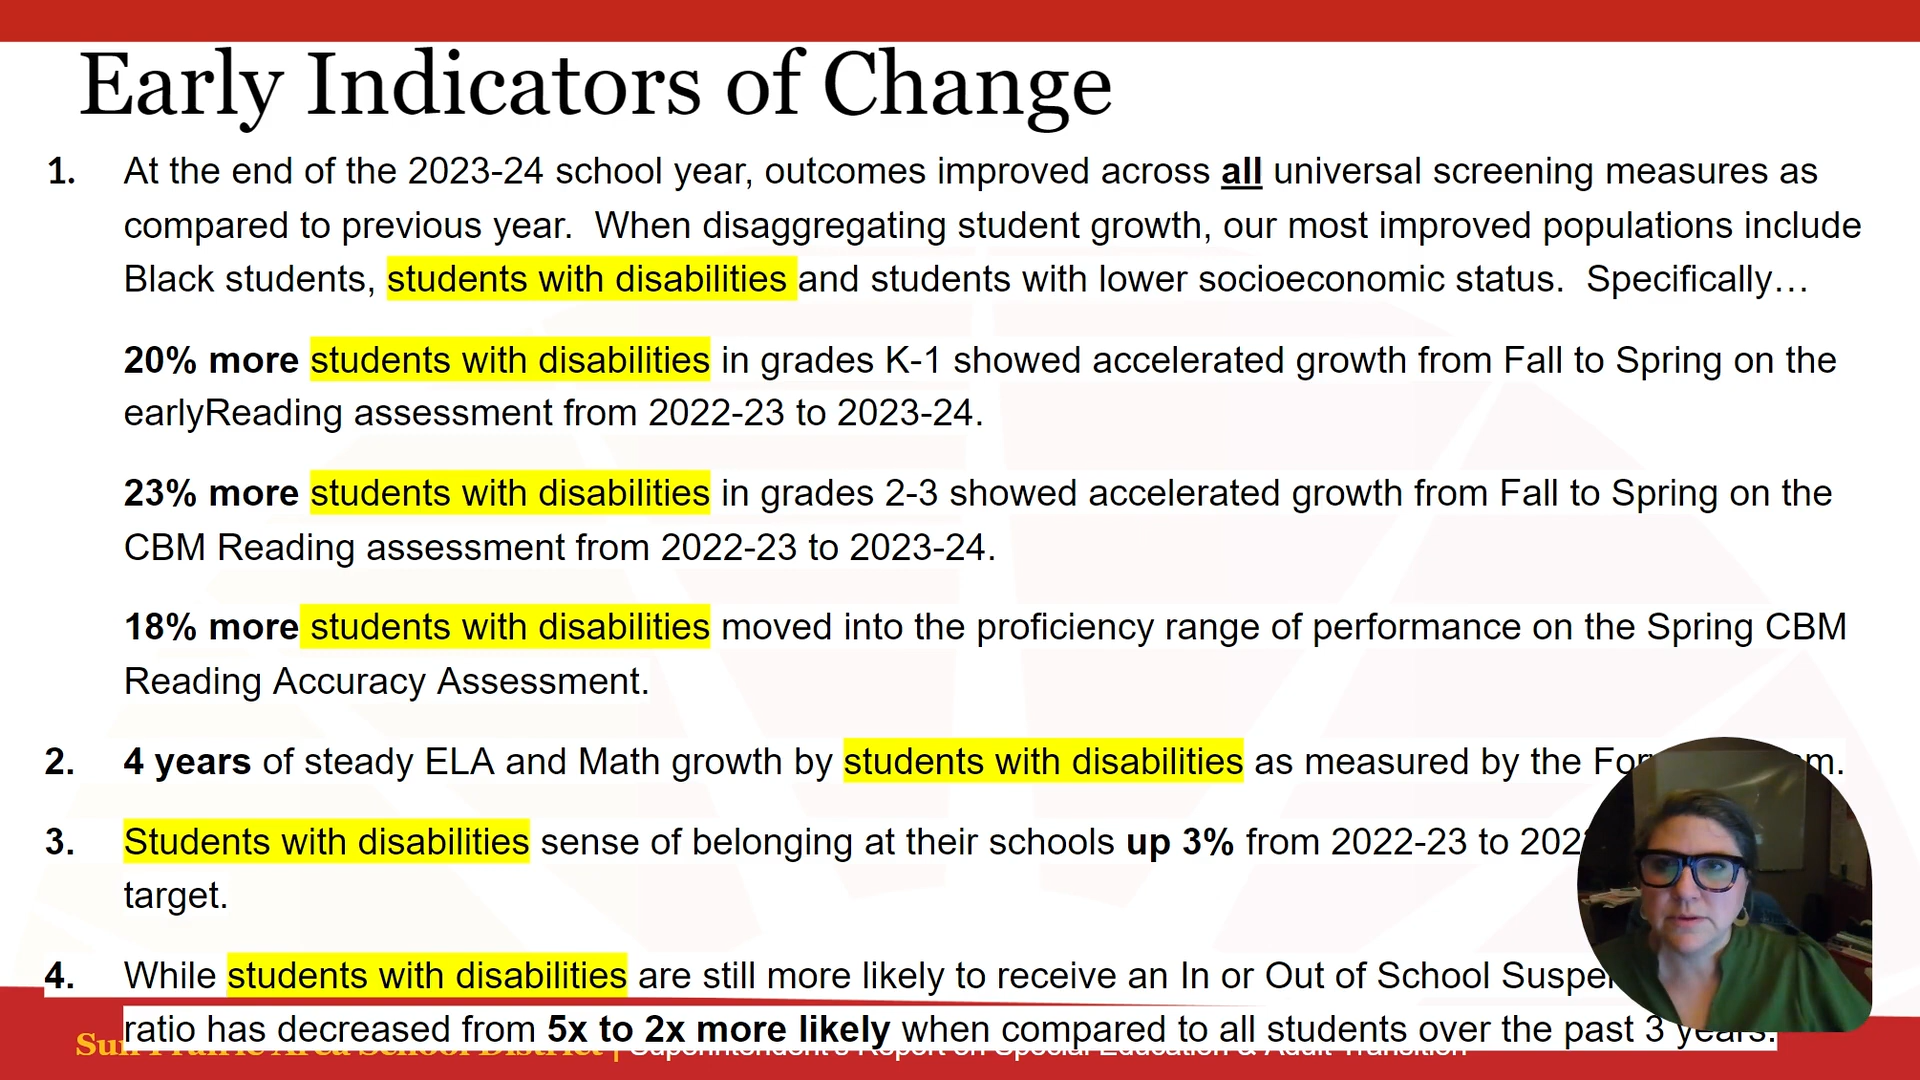 Early Indicators of Change
1. At the end of the 2023-24 school year, outcomes improved across all universal screening measures as
compared to previous year. When disaggregating student growth, our most improved populations include
Black students, students with disabilities and students with lower socioeconomic status. Specifically…
20% more students with disabilities in grades K-1 showed accelerated growth from Fall to Spring on the
earlyReading assessment from 2022-23 to 2023-24.
23% more students with disabilities in grades 2-3 showed accelerated growth from Fall to Spring on the
CBM Reading assessment from 2022-23 to 2023-24.
18% more students with disabilities moved into the proficiency range of performance on the Spring CBM
Reading Accuracy Assessment.
2. 4 years of steady ELA and Math growth by students with disabilities as measured by the
3. Students with disabilities sense of belonging at their schools up 3% from 2022-23 to
target.
4. While students with disabilities are still more likely to receive an In or Out of School
ratio has decreased from 5x to 2x more likely when compared to all students over the past 3 years.
Sun Prairie Area School District | Superintendent's Report on Special Education & Adult Transition